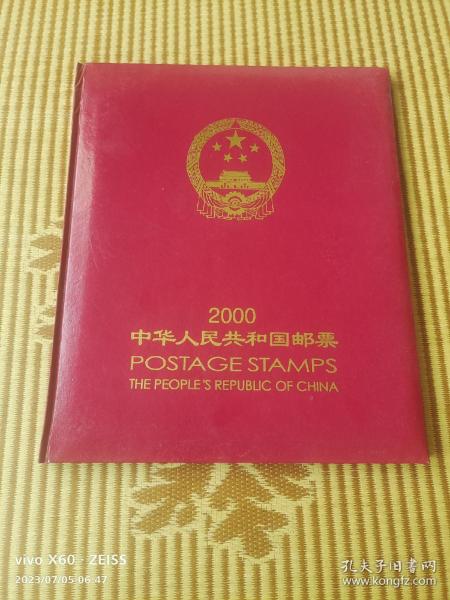 2000
中华人民共和国邮票
POSTAGE STAMPS
THE PEOPLE'S REPUBLIC OF CHINA
vivo X60 · ZEISS
2023/07/05 06:47
孔夫子旧书网
www.kongfz.com